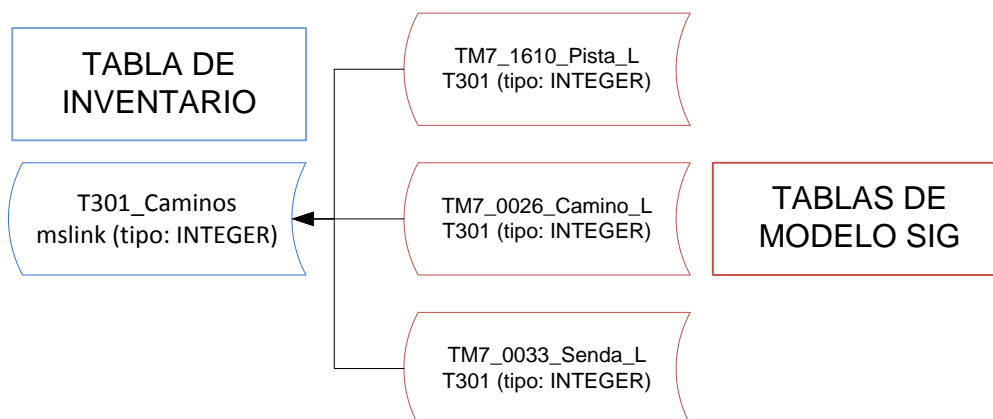 TABLA DE
INVENTARIO
T301_Caminos
mslink (tipo: INTEGER)
TM7_1610_Pista_L
T301 (tipo: INTEGER)
TM7_0026_Camino_L
T301 (tipo: INTEGER)
TM7_0033_Senda_L
T301 (tipo: INTEGER)
TABLAS DE
MODELO SIG